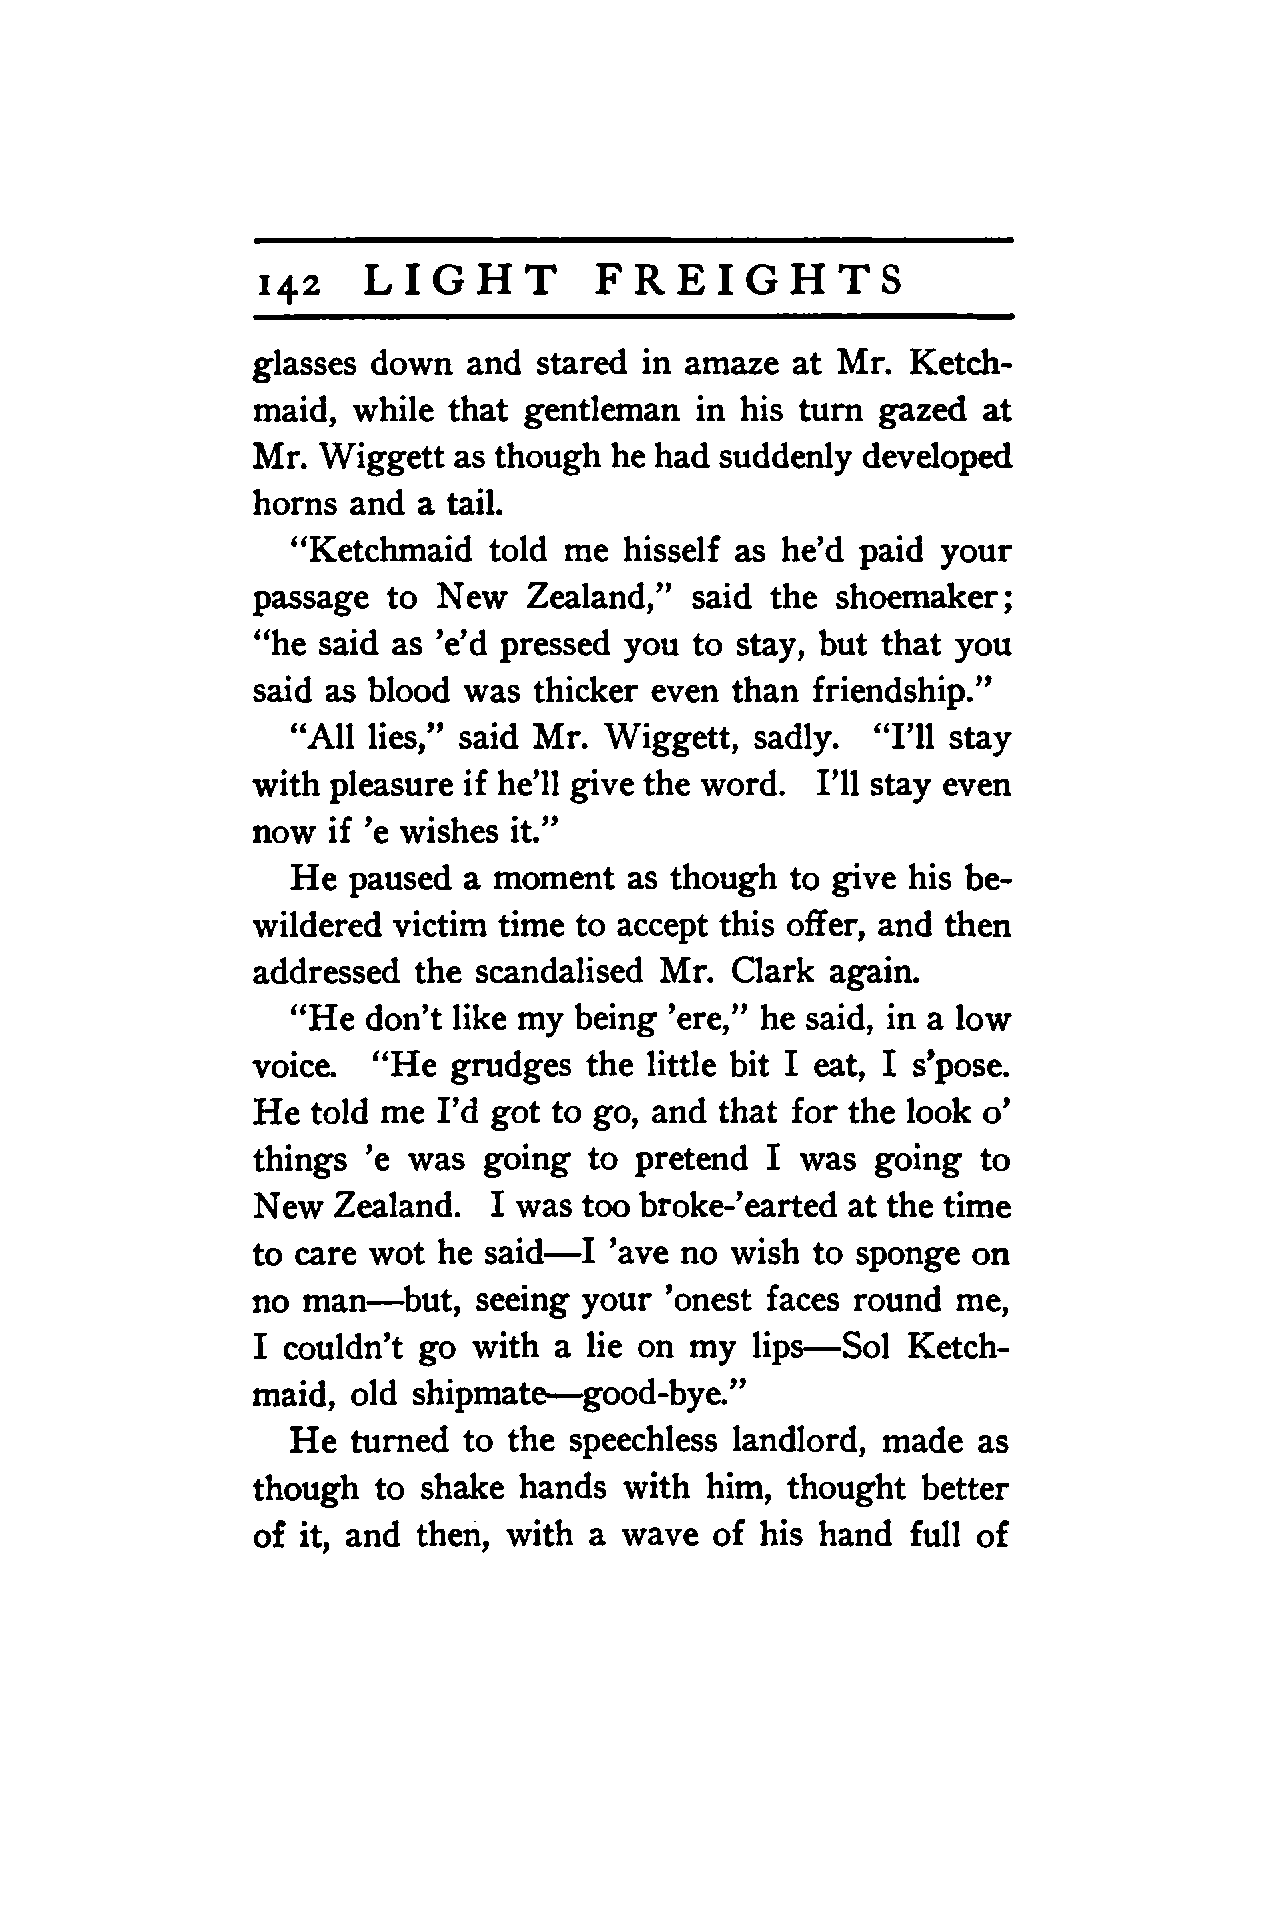 142 LIGHT FREIGHTS
glasses down and stared in amaze at Mr. Ketch-
maid, while that gentleman in his turn gazed at
Mr. Wiggett as though he had suddenly developed
horns and a tail.
“Ketchmaid told me hisself as he’d paid your
passage to New Zealand,” said the shoemaker;
“he said as ’e’d pressed you to stay, but that you
said as blood was thicker even than friendship.”
“All lies,” said Mr. Wiggett, sadly. “I’ll stay
with pleasure if he’ll give the word. I’ll stay even
now if ’e wishes it.”
He paused a moment as though to give his be-
wildered victim time to accept this offer, and then
addressed the scandalised Mr. Clark again.
“He don’t like my being ’ere,” he said, in a low
voice. “He grudges the little bit I eat, I s’pose.
He told me I’d got to go, and that for the look o’
things ’e was going to pretend I was going to
New Zealand. I was too broke-’earted at the time
to care wot he said—I ’ave no wish to sponge on
no man—but, seeing your ’onest faces round me,
I couldn’t go with a lie on my lips—Sol Ketch-
maid, old shipmate—good-bye.”
He turned to the speechless landlord, made as
though to shake hands with him, thought better
of it, and then, with a wave of his hand full of